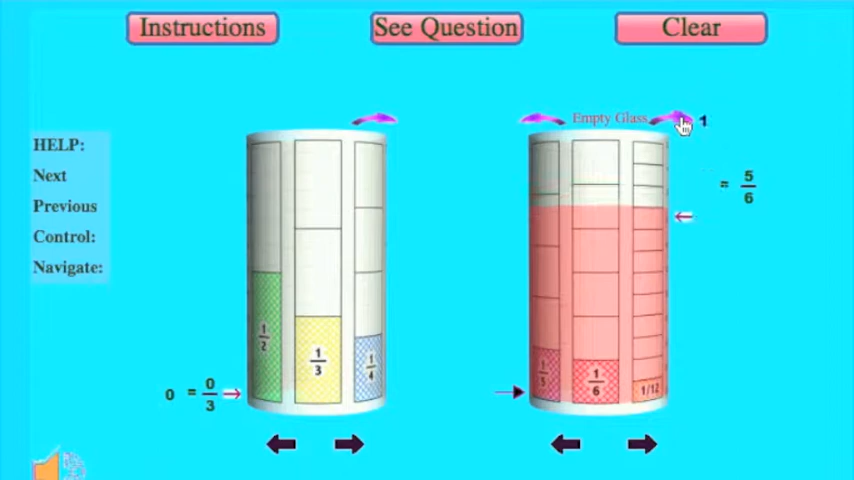 Instructions
See Question
Clear
Empty Glass
1
HELP:
Next
Previous
Control:
Navigate:
= 5/6
1/2
1/3
1/4
1/5
1/6
1/12
0 = 0/3